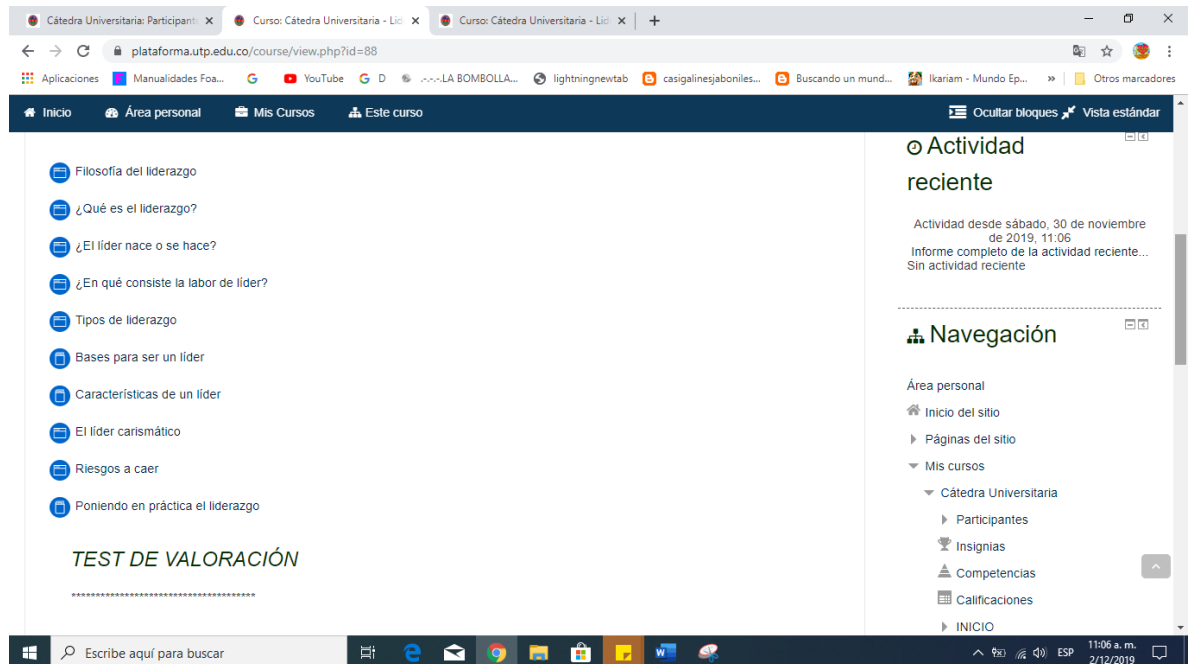 Cátedra Universitaria: Participant
Curso: Cátedra Universitaria - Lid
Curso: Cátedra Universitaria - Lid
plataforma.utp.edu.co/course/view.php?id=88
Aplicaciones
Manualidades Foa...
YouTube
G D
.-.-.-.LA BOMBOLLA...
lightningnewtab
casigalinesjaboniles...
Buscando un mund...
Ikariam - Mundo Ep...
»
Otros marcadores
Inicio
Área personal
Mis Cursos
Este curso
Ocultar bloques
Vista estándar
Filosofía del liderazgo
¿Qué es el liderazgo?
¿El líder nace o se hace?
¿En qué consiste la labor de líder?
Tipos de liderazgo
Bases para ser un líder
Características de un líder
El líder carismático
Riesgos a caer
Poniendo en práctica el liderazgo
TEST DE VALORACIÓN
**************************************
Actividad
reciente
Actividad desde sábado, 30 de noviembre
de 2019, 11:06
Informe completo de la actividad reciente...
Sin actividad reciente
Navegación
Área personal
Inicio del sitio
Páginas del sitio
Mis cursos
Cátedra Universitaria
Participantes
Insignias
Competencias
Calificaciones
INICIO
Escribe aquí para buscar
ESP
11:06 a. m.
2/12/2019